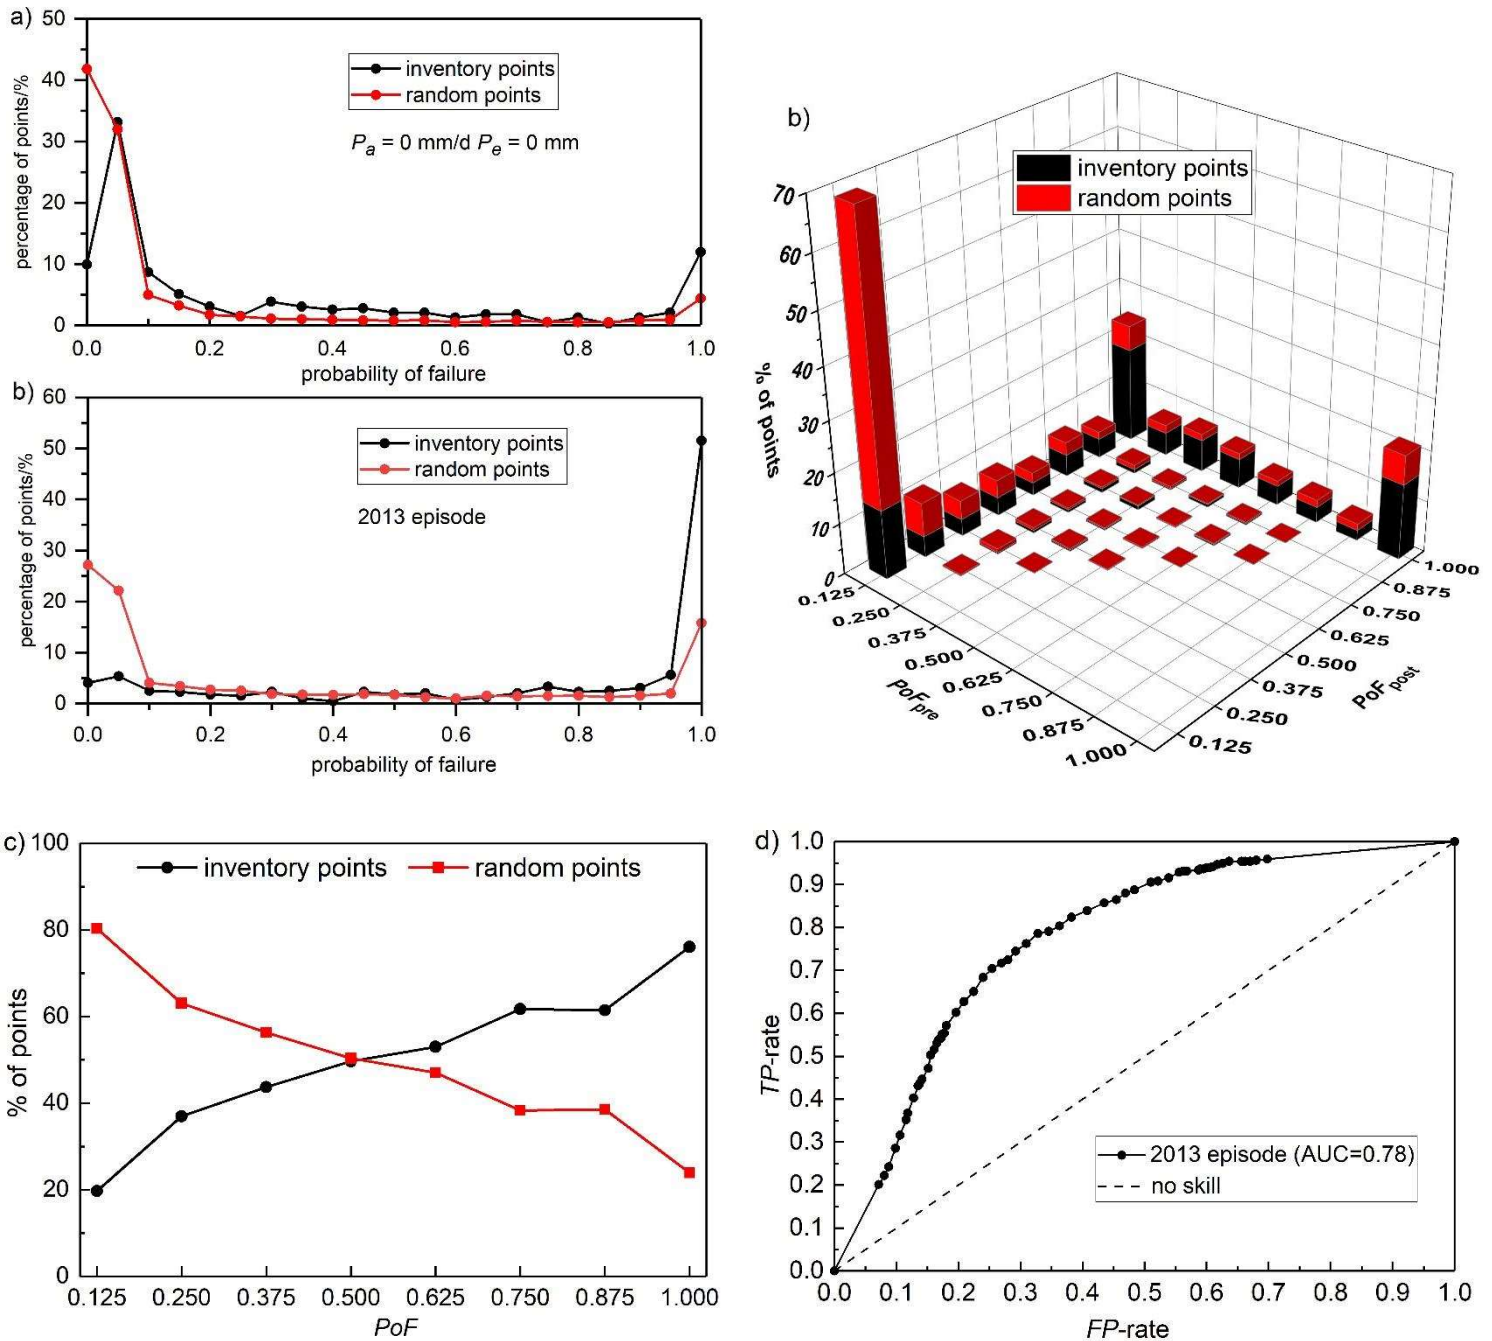 a)
50
40
30
20
10
0
percentage of points/%
inventory points
random points
Pa = 0 mm/d Pe = 0 mm
0.0 0.2 0.4 0.6 0.8 1.0
probability of failure
b)
60
50
40
30
20
10
0
percentage of points/%
inventory points
random points
2013 episode
0.0 0.2 0.4 0.6 0.8 1.0
probability of failure
b)
inventory points
random points
70
60
50
40
30
20
10
0
% of points
0.125
0.250
0.375
0.500
0.625
0.750
0.875
1.000
PoFpre
1.000
0.875
0.750
0.625
0.500
0.375
0.250
0.125
PoFpost
c)
100
80
60
40
20
0
% of points
inventory points random points
0.125 0.250 0.375 0.500 0.625 0.750 0.875 1.000
PoF
d)
1.0
0.9
0.8
0.7
0.6
0.5
0.4
0.3
0.2
0.1
0.0
TP-rate
2013 episode (AUC=0.78)
no skill
0.0 0.1 0.2 0.3 0.4 0.5 0.6 0.7 0.8 0.9 1.0
FP-rate